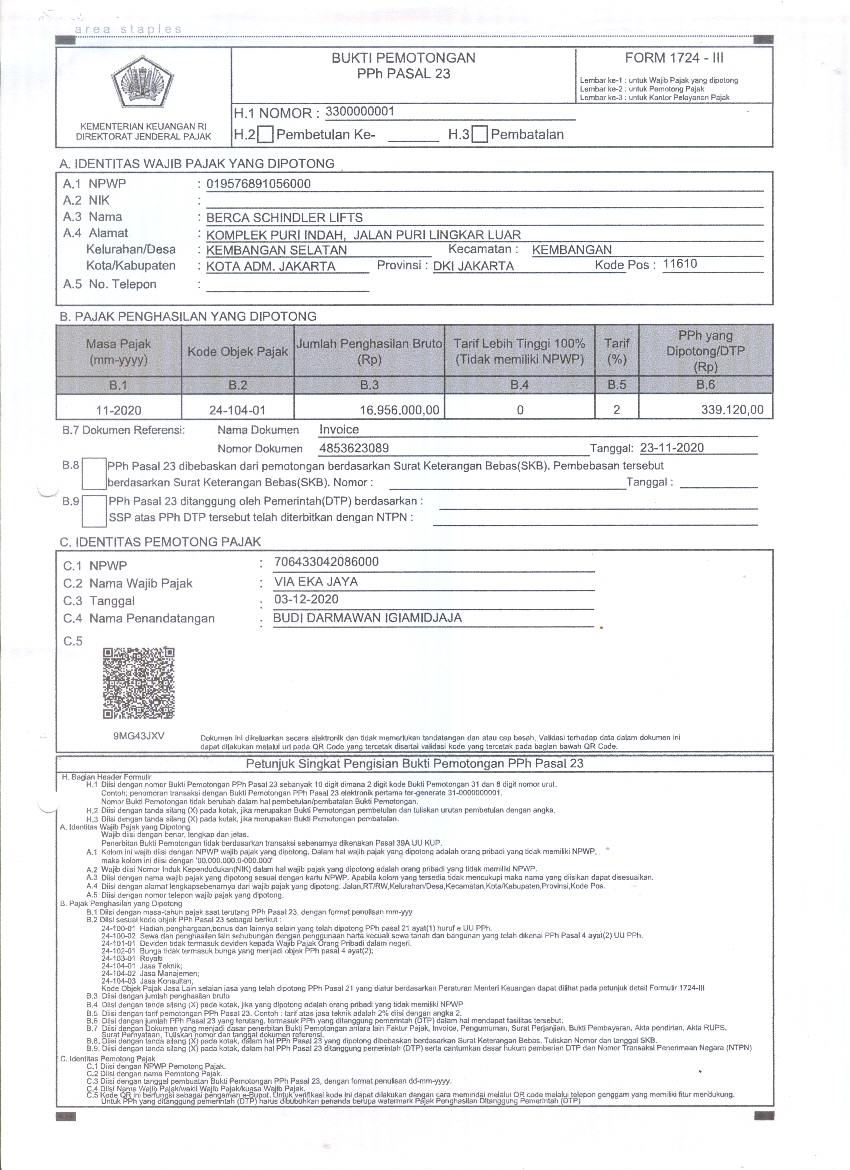 area staples
BUKTI PEMOTONGAN
PPh PASAL 23
FORM 1724 - III
Lembar ke-1 : untuk Wajib Pajak yang dipotong
Lembar ke-2 : untuk Pemotong Pajak
Lembar ke-3 : untuk Kantor Pelayanan Pajak
KEMENTERIAN KEUANGAN RI
DIREKTORAT JENDERAL PAJAK
H.1 NOMOR : 3300000001
H.2 Pembetulan Ke- H.3 Pembatalan
A. IDENTITAS WAJIB PAJAK YANG DIPOTONG
A.1 NPWP : 019576891056000
A.2 NIK :
A.3 Nama : BERCA SCHINDLER LIFTS
A.4 Alamat : KOMPLEK PURI INDAH, JALAN PURI LINGKAR LUAR
Kelurahan/Desa : KEMBANGAN SELATAN Kecamatan : KEMBANGAN
Kota/Kabupaten : KOTA ADM. JAKARTA Provinsi : DKI JAKARTA Kode Pos : 11610
A.5 No. Telepon :
B. PAJAK PENGHASILAN YANG DIPOTONG
Masa Pajak (mm-yyyy) Kode Objek Pajak Jumlah Penghasilan Bruto (Rp) Tarif Lebih Tinggi 100% (Tidak memiliki NPWP) Tarif (%) PPh yang Dipotong/DTP (Rp)
B.1 B.2 B.3 B.4 B.5 B.6
11-2020 24-104-01 16.956.000,00 0 2 339.120,00
B.7 Dokumen Referensi: Nama Dokumen Invoice
Nomor Dokumen 4853623089 Tanggal: 23-11-2020
B.8 PPh Pasal 23 dibebaskan dari pemotongan berdasarkan Surat Keterangan Bebas(SKB). Pembebasan tersebut
berdasarkan Surat Keterangan Bebas(SKB). Nomor : Tanggal :
B.9 PPh Pasal 23 ditanggung oleh Pemerintah(DTP) berdasarkan :
SSP atas PPh DTP tersebut telah diterbitkan dengan NTPN :
C. IDENTITAS PEMOTONG PAJAK
C.1 NPWP : 706433042086000
C.2 Nama Wajib Pajak : VIA EKA JAYA
C.3 Tanggal : 03-12-2020
C.4 Nama Penandatangan : BUDI DARMAWAN IGIAMIDJAJA
C.5
9MG43JXV
Dokumen ini dikeluarkan secara elektronik dan tidak memerlukan tandatangan dan atau cap basah. Validasi terhadap data dalam dokumen ini
dapat dilakukan melalui url pada QR Code yang tercetak disertai validasi kode yang tercetak pada bagian bawah QR Code.
Petunjuk Singkat Pengisian Bukti Pemotongan PPh Pasal 23
H. Bagian Header Formulir
H.1 Diisi dengan nomor Bukti Pemotongan PPh Pasal 23 sebanyak 10 digit dimana 2 digit kode Bukti Pemotongan 31 dan 8 digit nomor urut.
Contoh: penomoran transaksi dengan Bukti Pemotongan PPh Pasal 23 elektronik pertama ter-generate 31-0000000001.
Nomor Bukti Pemotongan tidak berubah dalam hal pembetulan/pembatalan Bukti Pemotongan.
H.2 Diisi dengan tanda silang (X) pada kotak, jika merupakan Bukti Pemotongan pembetulan dan tuliskan urutan pembetulan dengan angka.
H.3 Diisi dengan tanda silang (X) pada kotak, jika merupakan Bukti Pemotongan pembatalan.
A. Identitas Wajib Pajak yang Dipotong
Wajib diisi dengan benar, lengkap dan jelas.
Penerbitan Bukti Pemotongan tidak berdasarkan transaksi sebenarnya dikenakan Pasal 39A UU KUP.
A.1 Kolom ini wajib diisi dengan NPWP wajib pajak yang dipotong. Dalam hal wajib pajak yang dipotong adalah orang pribadi yang tidak memiliki NPWP,
maka kolom ini diisi dengan '00.000.000.0-000.000'
A.2 Wajib diisi Nomor Induk Kependudukan(NIK) dalam hal wajib pajak yang dipotong adalah orang pribadi yang tidak memiliki NPWP.
A.3 Diisi dengan nama wajib pajak yang dipotong sesuai dengan kartu NPWP. Apabila kolom yang tersedia tidak mencukupi maka nama yang diisikan dapat disesuaikan.
A.4 Diisi dengan alamat lengkapsebenarnya dari wajib pajak yang dipotong: Jalan,RT/RW,Kelurahan/Desa,Kecamatan,Kota/Kabupaten,Provinsi,Kode Pos.
A.5 Diisi dengan nomor telepon wajib pajak yang dipotong.
B. Pajak Penghasilan yang Dipotong
B.1 Diisi dengan masa-tahun pajak saat terutang PPh Pasal 23, dengan format penulisan mm-yyyy
B.2 Diisi sesuai kode objek PPh Pasal 23 sebagai berikut :
24-100-01 Hadiah,penghargaan,bonus dan lainnya selain yang telah dipotong PPh pasal 21 ayat(1) huruf e UU PPh.
24-100-02 Sewa dan penghasilan lain sehubungan dengan penggunaan harta kecuali sewa tanah dan bangunan yang telah dikenai PPh Pasal 4 ayat(2) UU PPh.
24-101-01 Deviden tidak termasuk deviden kepada Wajib Pajak Orang Pribadi dalam negeri.
24-102-01 Bunga tidak termasuk bunga yang menjadi objek PPh pasal 4 ayat(2);
24-103-01 Royalti
24-104-01 Jasa Teknik;
24-104-02 Jasa Manajemen;
24-104-03 Jasa Konsultan;
Kode Objek Pajak Jasa Lain selaian jasa yang telah dipotong PPh Pasal 21 yang diatur berdasarkan Peraturan Menteri Keuangan dapat dilihat pada petunjuk detail Formulir 1724-III
B.3 Diisi dengan jumlah penghasilan bruto
B.4 Diisi dengan tanda silang (X) pada kotak, jika yang dipotong adalah orang pribadi yang tidak memiliki NPWP
B.5 Diisi dengan tarif pemotongan PPh Pasal 23. Contoh : tarif atas jasa teknik adalah 2% diisi dengan angka 2.
B.6 Diisi dengan jumlah PPh yang terutang, termasuk PPh yang ditanggung pemerintah (DTP) dalam hal mendapat fasilitas tersebut.
B.7 Diisi dengan Dokumen yang menjadi dasar penerbitan Bukti Pemotongan antara lain Faktur Pajak, Invoice, Pengumuman, Surat Perjanjian, Bukti Pembayaran, Akta pendirian, Akta RUPS,
Surat Pernyataan, Tuliskan nomor dan tanggal dokumen referensi.
B.8. Diisi dengan tanda silang (X) pada kotak, dalam hal PPh Pasal 23 yang dipotong dibebaskan berdasarkan Surat Keterangan Bebas, Tuliskan Nomor dan tanggal SKB.
B.9. Diisi dengan tanda silang (X) pada kotak, dalam hal PPh Pasal 23 ditanggung pemerintah (DTP) serta cantumkan dasar hukum pemberian DTP dan Nomor Transaksi Penerimaan Negara (NTPN)
C. Identitas Pemotong Pajak
C.1 Diisi dengan NPWP Pemotong Pajak.
C.2 Diisi dengan nama Pemotong Pajak.
C.3 Diisi dengan tanggal pembuatan Bukti Pemotongan PPh Pasal 23, dengan format penulisan dd-mm-yyyy.
C.4 Diisi Nama Wajib Pajak/wakil Wajib Pajak/kuasa Wajib Pajak.
C.5 Kode QR ini berfungsi sebagai pengaman e-Bupot. Untuk verifikasi kode ini dapat dilakukan dengan cara memindai melalui QR code melalui telepon genggam yang memiliki fitur mendukung.
Untuk PPh yang ditanggung pemerintah (DTP) harus dibubuhkan penanda berupa watermark Pajak Penghasilan Ditanggung Pemerintah (DTP)